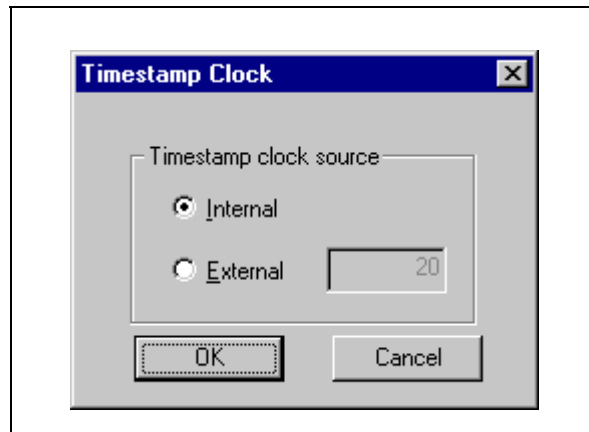 Timestamp Clock
Timestamp clock source
Internal
External 20
OK Cancel